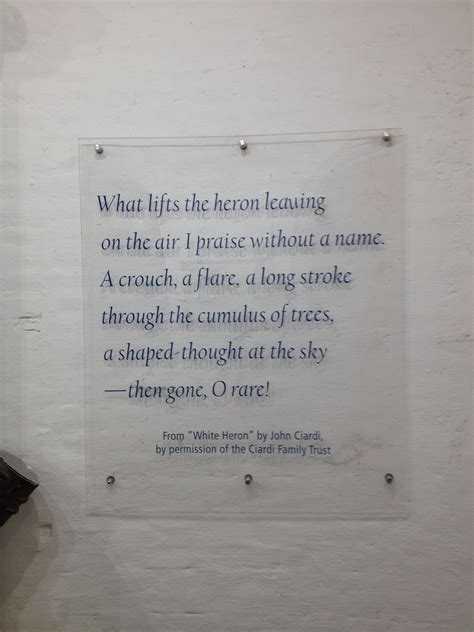 What lifts the heron leaving
on the air I praise without a name.
A crouch, a flare, a long stroke
through the cumulus of trees,
a shaped-thought at the sky
—then gone, O rare!
From "White Heron" by John Ciardi,
by permission of the Ciardi Family Trust